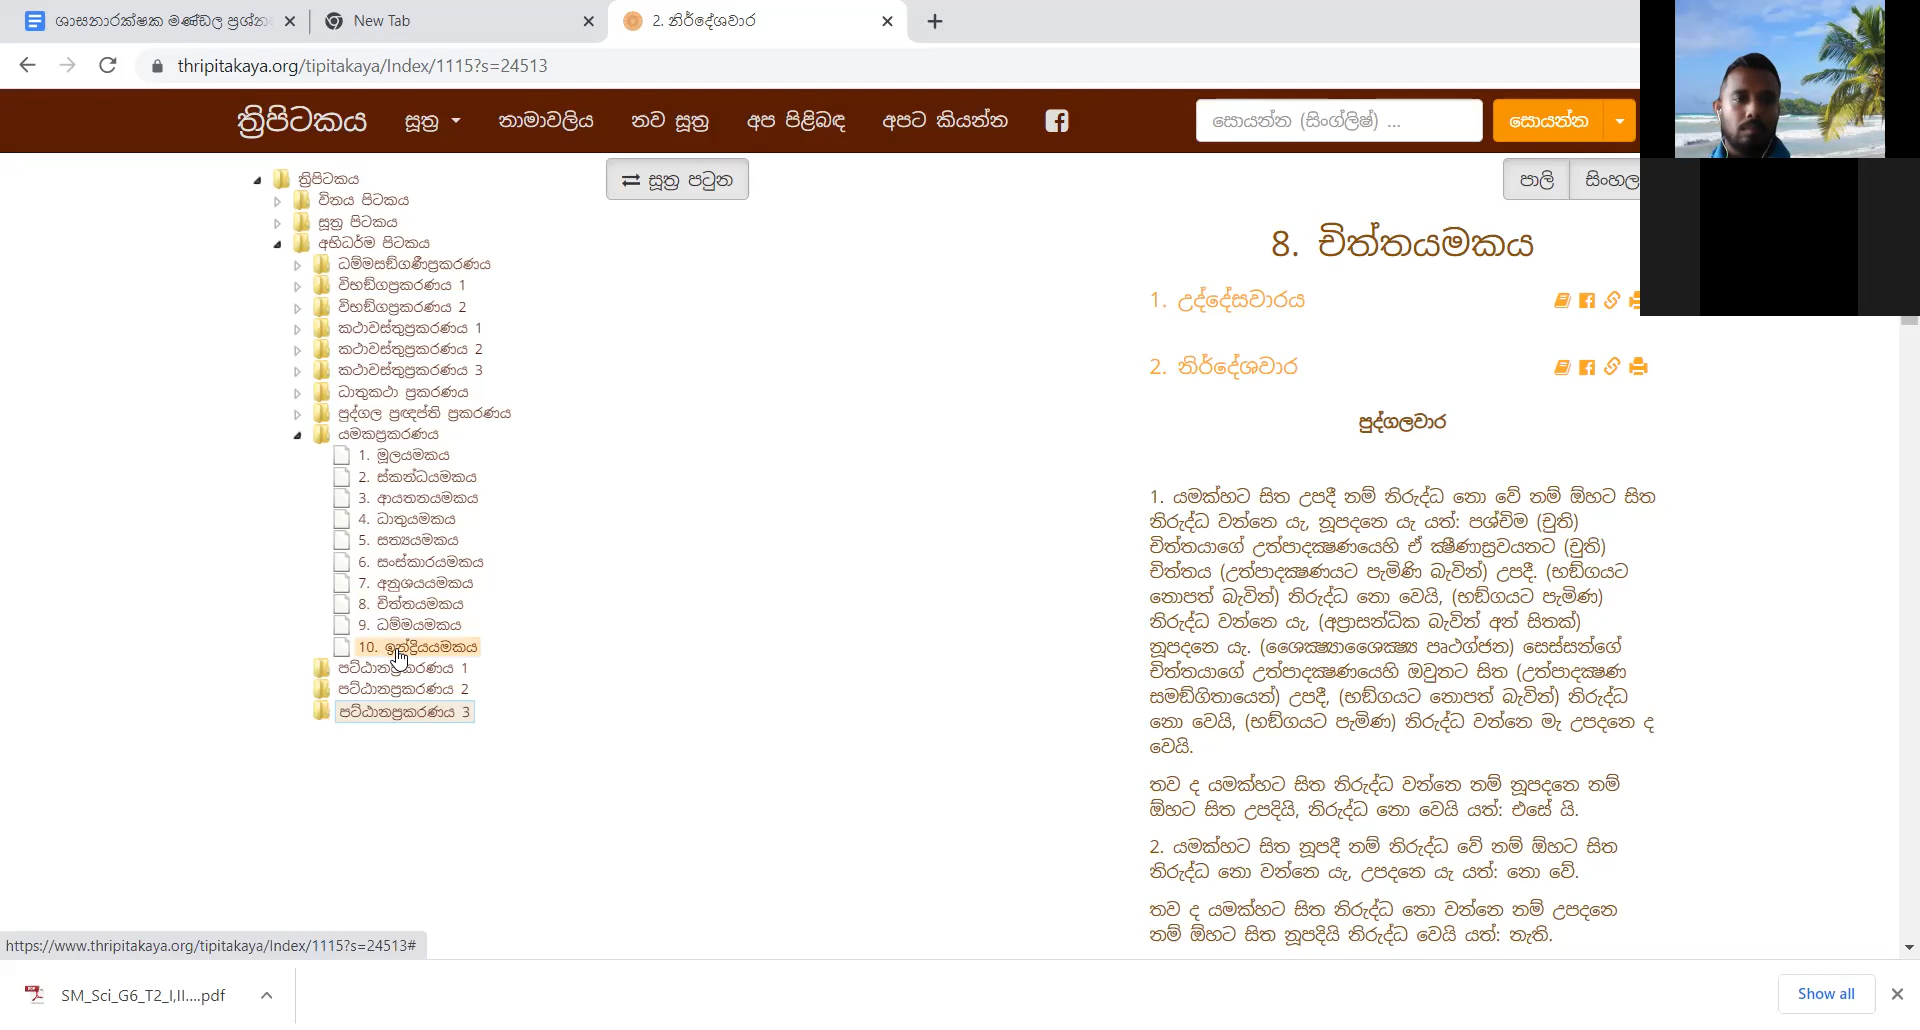 ශාසනාරක්ෂක මණ්ඩල ප්‍රශ්න
New Tab
2. නිර්දේශවාර
thripitakaya.org/tipitakaya/Index/1115?s=24513
ත්‍රිපිටකය
සූත්‍ර
නාමාවලිය
නව සූත්‍ර
අප පිළිබඳ
අපට කියන්න
සොයන්න (සිංග්ලිෂ්) ...
සොයන්න
ත්‍රිපිටකය
විනය පිටකය
සූත්‍ර පිටකය
අභිධර්ම පිටකය
ධම්මසඞ්ගණීප්‍රකරණය
විභඞ්ගප්‍රකරණය 1
විභඞ්ගප්‍රකරණය 2
කථාවස්තුප්‍රකරණය 1
කථාවස්තුප්‍රකරණය 2
කථාවස්තුප්‍රකරණය 3
ධාතුකථා ප්‍රකරණය
පුද්ගල ප්‍රඥප්ති ප්‍රකරණය
යමකප්‍රකරණය
1. මූලයමකය
2. ස්කන්ධයමකය
3. ආයතනයමකය
4. ධාතුයමකය
5. සත්‍යයමකය
6. සංස්කාරයමකය
7. අනුශයයමකය
8. චිත්තයමකය
9. ධම්මයමකය
10. ඉන්ද්‍රියයමකය
පට්ඨානප්‍රකරණය 1
පට්ඨානප්‍රකරණය 2
පට්ඨානප්‍රකරණය 3
සූත්‍ර පටුන
පාලි
සිංහල
8. චිත්තයමකය
1. උද්දේසවාරය
2. නිර්දේශවාර
පුද්ගලවාර
1. යමක්හට සිත උපදී නම් නිරුද්ධ නො වේ නම් ඕහට සිත
නිරුද්ධ වන්නෙ යැ, නූපදනෙ යැ යත්: පශ්චිම (චුති)
චිත්තයාගේ උත්පාදක්‍ෂණයෙහි ඒ ක්‍ෂීණාස්‍රවයනට (චුති)
චිත්තය (උත්පාදක්‍ෂණයට පැමිණි බැවින්) උපදී. (භඞ්ගයට
නොපත් බැවින්) නිරුද්ධ නො වෙයි, (භඞ්ගයට පැමිණ)
නිරුද්ධ වන්නෙ යැ, (අප්‍රාසන්ධික බැවින් අන් සිතක්)
නූපදනෙ යැ. (ශෛක්‍ෂ්‍යාශෛක්‍ෂ්‍ය පෘථග්ජන) සෙස්සන්ගේ
චිත්තයාගේ උත්පාදක්‍ෂණයෙහි ඔවුනට සිත (උත්පාදක්‍ෂණ
සමඞ්ගිතායෙන්) උපදී, (භඞ්ගයට නොපත් බැවින්) නිරුද්ධ
නො වෙයි, (භඞ්ගයට පැමිණ) නිරුද්ධ වන්නෙ මැ උපදනෙ ද
වෙයි.
තව ද යමක්හට සිත නිරුද්ධ වන්නෙ නම් නූපදනෙ නම්
ඕහට සිත උපදියි, නිරුද්ධ නො වෙයි යත්: එසේ යි.
2. යමක්හට සිත නූපදී නම් නිරුද්ධ වේ නම් ඕහට සිත
නිරුද්ධ නො වන්නෙ යැ, උපදනෙ යැ යත්: නො වේ.
තව ද යමක්හට සිත නිරුද්ධ නො වන්නෙ නම් උපදනෙ
නම් ඕහට සිත නූපදියි නිරුද්ධ වෙයි යත්: නැති.
https://www.thripitakaya.org/tipitakaya/Index/1115?s=24513#
SM_Sci_G6_T2_I,II....pdf
Show all